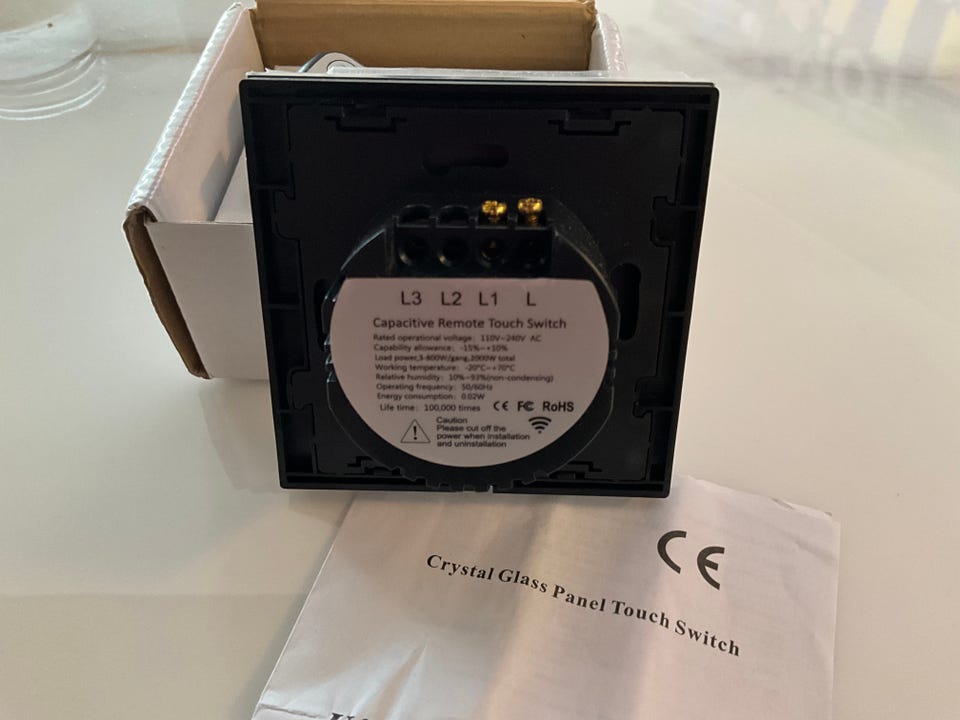 L3 L2 L1 L
Capacitive Remote Touch Switch
Rated operational voltage: 110V~240V AC
Capability allowance: -15%~+10%
Load power,3-800W/gang,2000W total
Working temperature: -20°C~+70°C
Relative humidity: 10%~93%(non-condensing)
Operating frequency: 50/60Hz
Energy consumption: 0.02W
Life time: 100,000 times CE FC RoHS
Caution
Please cut off the
power when installation
and uninstallation
CE
Crystal Glass Panel Touch Switch